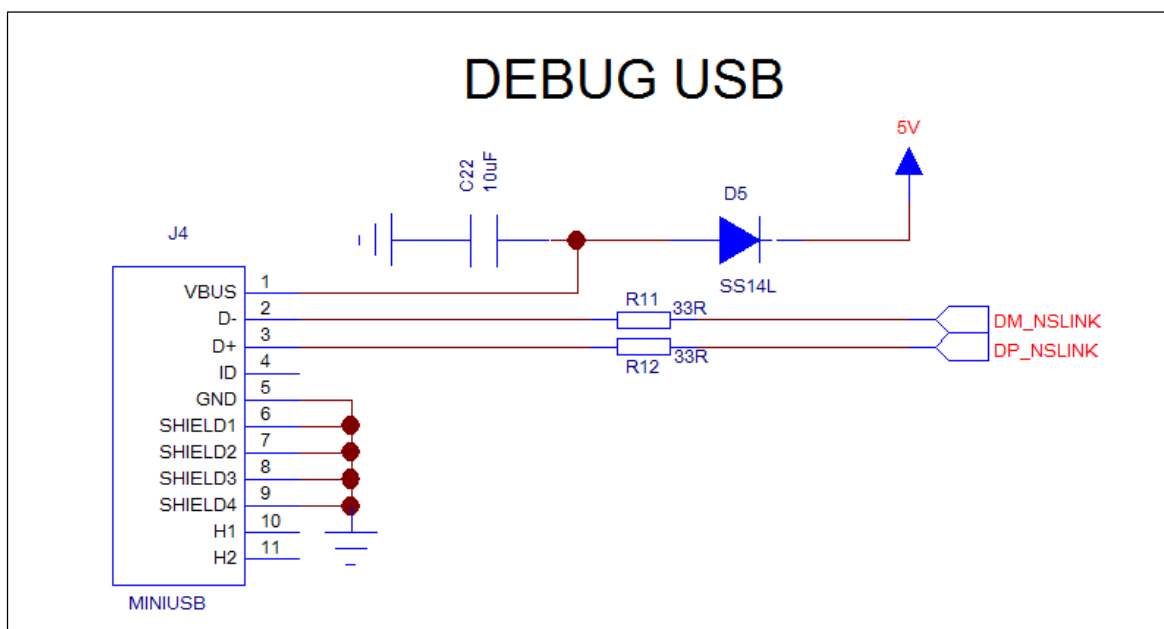 DEBUG USB
5V
C22
10uF
D5
J4
SS14L
VBUS 1
R11
33R
D- 2
DM_NSLINK
D+ 3
DP_NSLINK
R12
33R
ID 4
GND 5
SHIELD1 6
SHIELD2 7
SHIELD3 8
SHIELD4 9
H1 10
H2 11
MINIUSB